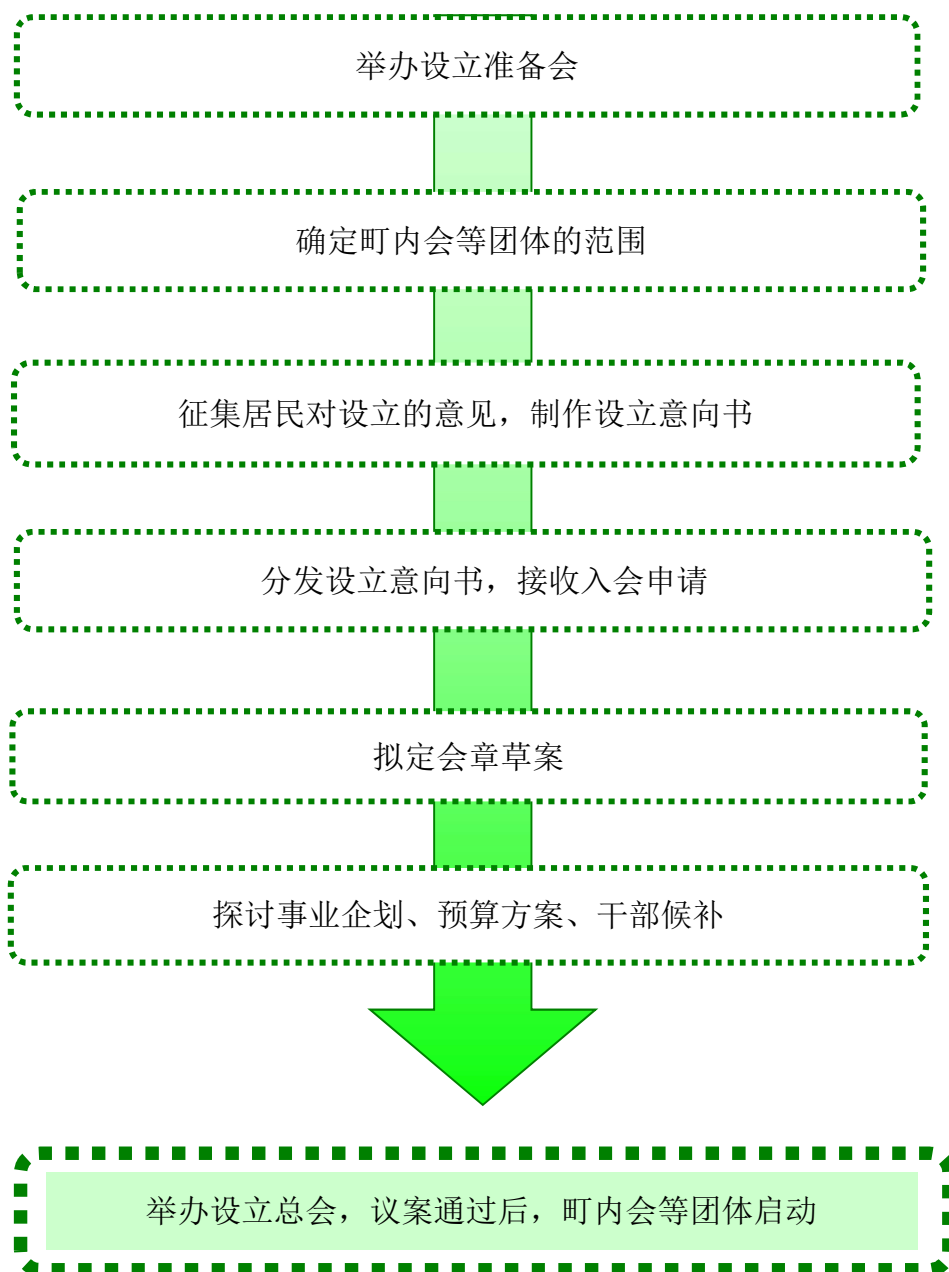 举办设立准备会
确定町内会等团体的范围
征集居民对设立的意见，制作设立意向书
分发设立意向书，接收入会申请
拟定会章草案
探讨事业企划、预算方案、干部候补
举办设立总会，议案通过后，町内会等团体启动